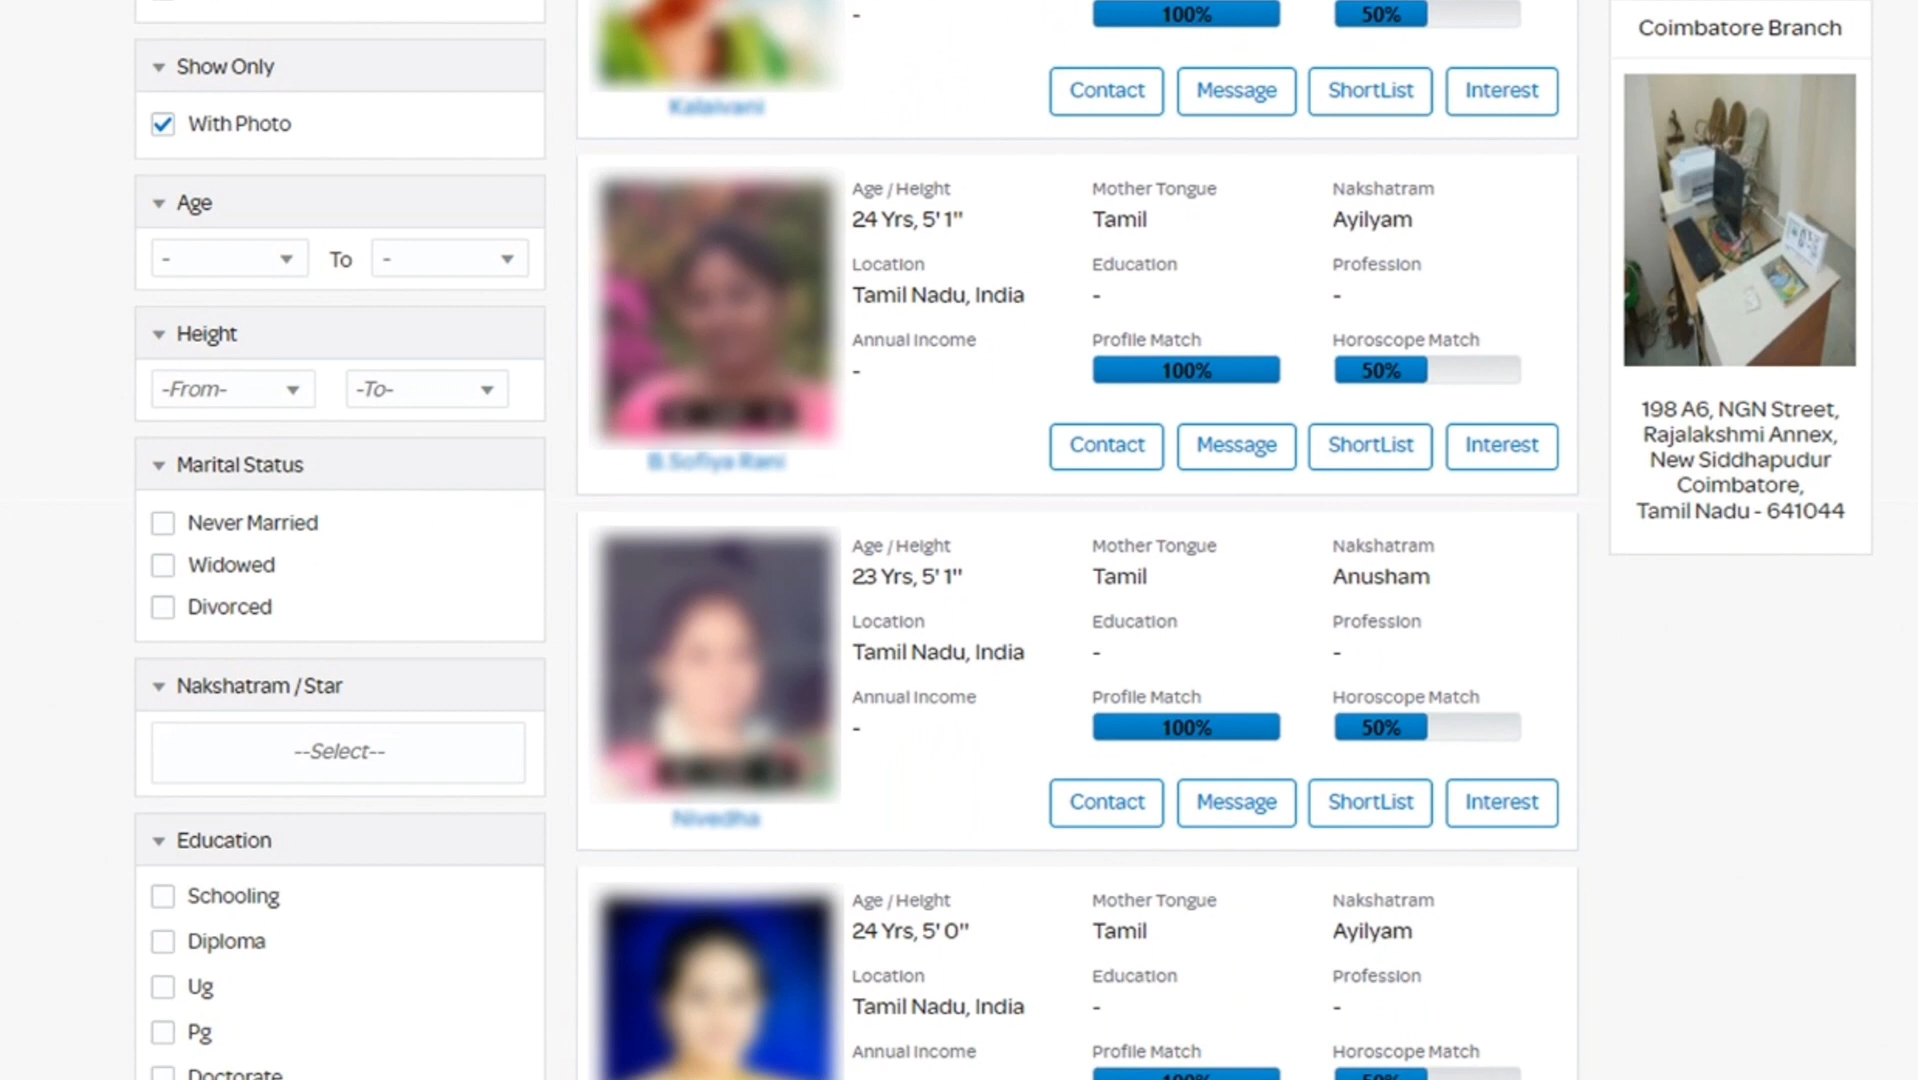 Show Only
With Photo
Age
- To -
Height
-From- -To-
Marital Status
Never Married
Widowed
Divorced
Nakshatram / Star
--Select--
Education
Schooling
Diploma
Ug
Pg
Doctorate
-
100% 50%
Contact Message ShortList Interest
Kalaivani
Age / Height Mother Tongue Nakshatram
24 Yrs, 5' 1" Tamil Ayilyam
Location Education Profession
Tamil Nadu, India - -
Annual Income Profile Match Horoscope Match
- 100% 50%
Contact Message ShortList Interest
B.Sofiya Rani
Age / Height Mother Tongue Nakshatram
23 Yrs, 5' 1" Tamil Anusham
Location Education Profession
Tamil Nadu, India - -
Annual Income Profile Match Horoscope Match
- 100% 50%
Contact Message ShortList Interest
Nivedha
Age / Height Mother Tongue Nakshatram
24 Yrs, 5' 0" Tamil Ayilyam
Location Education Profession
Tamil Nadu, India - -
Annual Income Profile Match Horoscope Match
100% 50%
Coimbatore Branch
198 A6, NGN Street,
Rajalakshmi Annex,
New Siddhapudur
Coimbatore,
Tamil Nadu - 641044